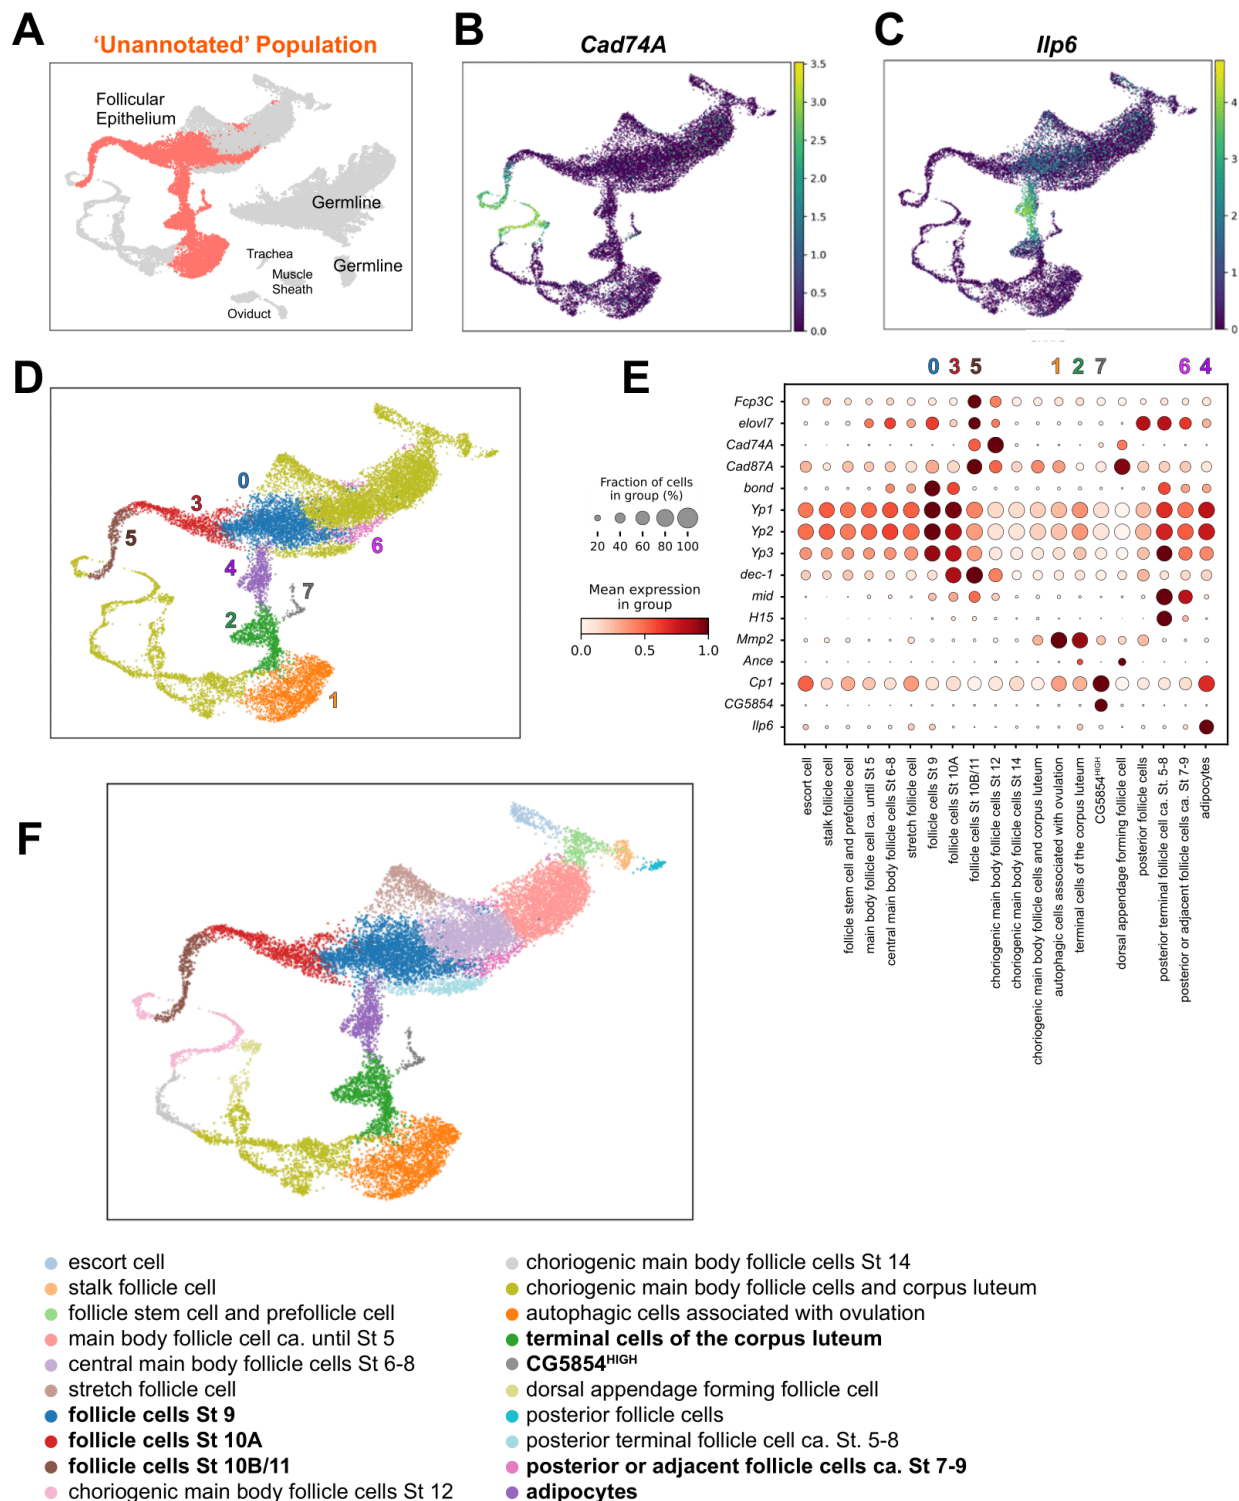 A
'Unannotated' Population
Follicular
Epithelium
Germline
Trachea
Muscle
Sheath
Germline
Oviduct
B
Cad74A
3.5
3.0
2.5
2.0
1.5
1.0
0.5
0.0
C
Ilp6
4
3
2
1
0
D
0
3
5
6
4
7
2
1
E
0 3 5 1 2 7 6 4
Fcp3C
elovl7
Cad74A
Cad87A
bond
Yp1
Yp2
Yp3
dec-1
mid
H15
Mmp2
Ance
Cp1
CG5854
Ilp6
Fraction of cells
in group (%)
20 40 60 80 100
Mean expression
in group
0.0 0.5 1.0
escort cell
stalk follicle cell
follicle stem cell and prefollicle cell
main body follicle cell ca. until St 5
central main body follicle cells St 6-8
stretch follicle cell
follicle cells St 9
follicle cells St 10A
follicle cells St 10B/11
choriogenic main body follicle cells St 12
choriogenic main body follicle cells St 14
choriogenic main body follicle cells and corpus luteum
autophagic cells associated with ovulation
terminal cells of the corpus luteum
CG5854HIGH
dorsal appendage forming follicle cell
posterior follicle cells
posterior terminal follicle cell ca. St. 5-8
posterior or adjacent follicle cells ca. St 7-9
adipocytes
F
escort cell
stalk follicle cell
follicle stem cell and prefollicle cell
main body follicle cell ca. until St 5
central main body follicle cells St 6-8
stretch follicle cell
follicle cells St 9
follicle cells St 10A
follicle cells St 10B/11
choriogenic main body follicle cells St 12
choriogenic main body follicle cells St 14
choriogenic main body follicle cells and corpus luteum
autophagic cells associated with ovulation
terminal cells of the corpus luteum
CG5854HIGH
dorsal appendage forming follicle cell
posterior follicle cells
posterior terminal follicle cell ca. St. 5-8
posterior or adjacent follicle cells ca. St 7-9
adipocytes